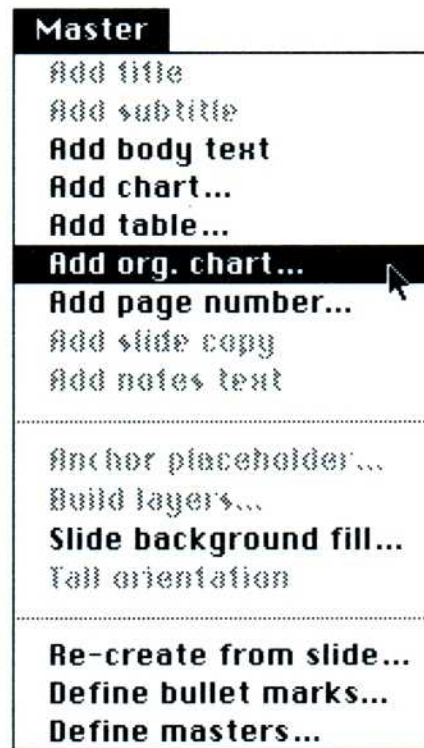 Master
Add title
Add subtitle
Add body text
Add chart...
Add table...
Add org. chart...
Add page number...
Add slide copy
Add notes text
Anchor placeholder...
Build layers...
Slide background fill...
Tall orientation
Re-create from slide...
Define bullet marks...
Define masters...